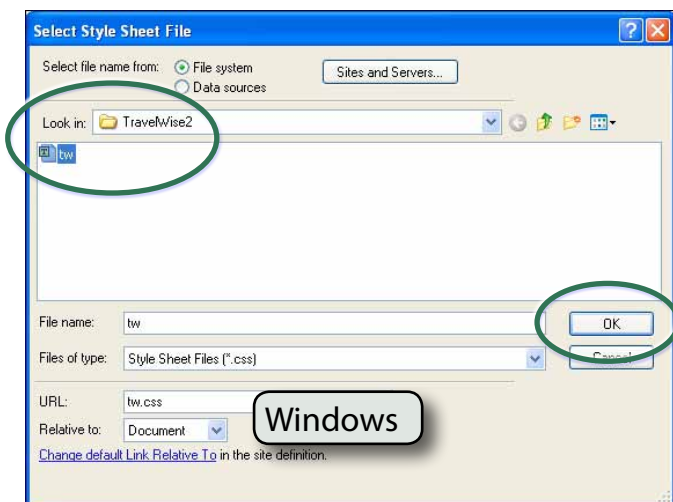 Select Style Sheet File
Select file name from: File system Sites and Servers...
Data sources
Look in: TravelWise2
tw
File name: tw OK
Files of type: Style Sheet Files (*.css) Cancel
URL: tw.css
Windows
Relative to: Document
Change default Link Relative To in the site definition.